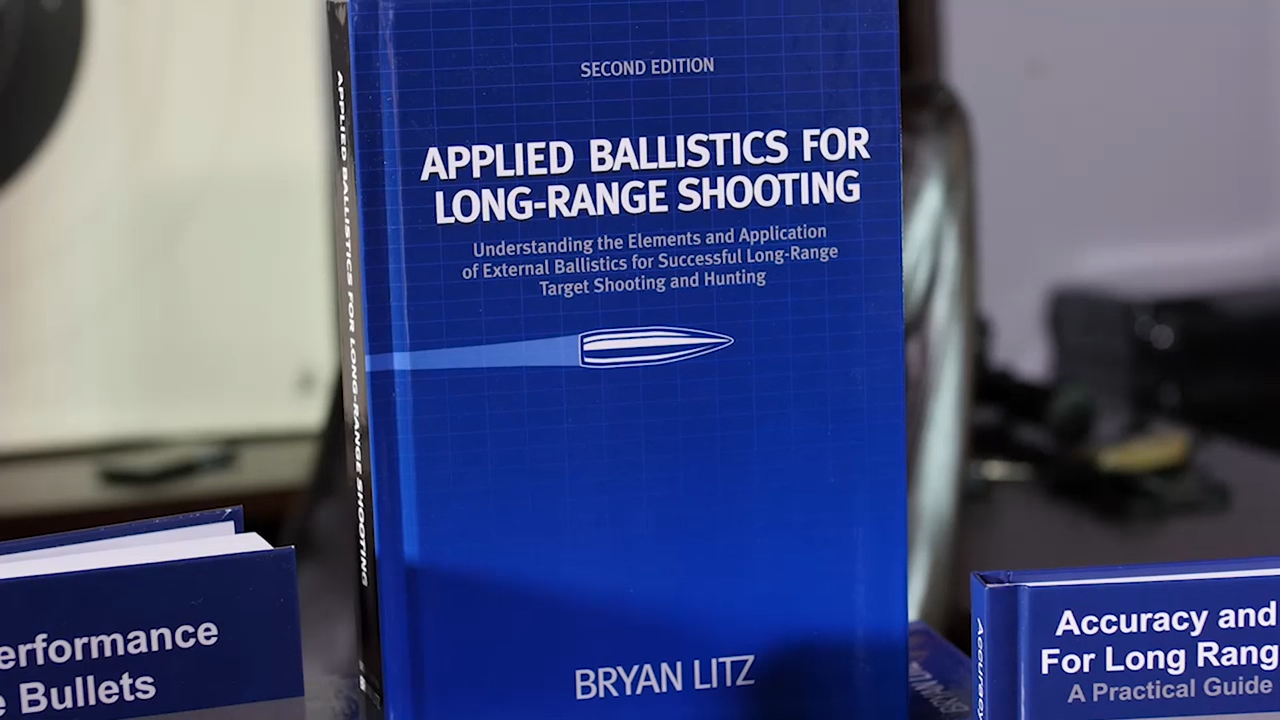 SECOND EDITION
APPLIED BALLISTICS FOR
LONG-RANGE SHOOTING
Understanding the Elements and Application
of External Ballistics for Successful Long-Range
Target Shooting and Hunting
BRYAN LITZ
APPLIED BALLISTICS FOR LONG-RANGE SHOOTING
erformance
e Bullets
Accuracy and
For Long Rang
A Practical Guide
Accuracy